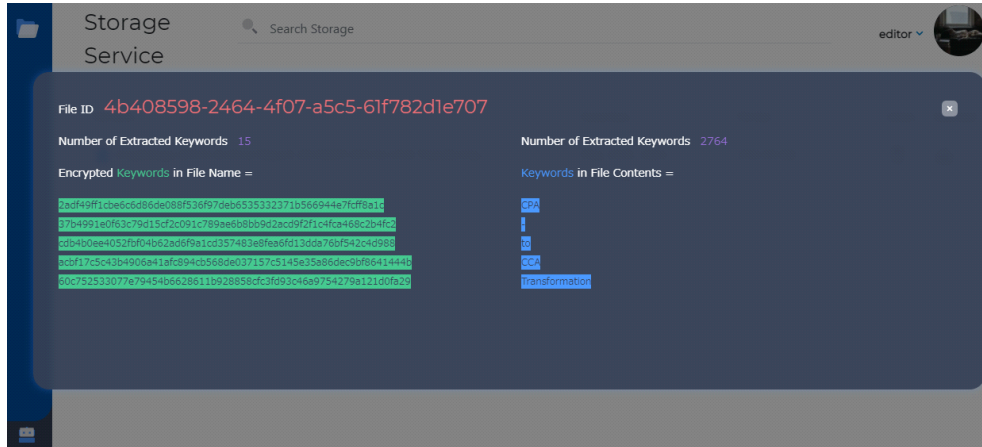 Storage
Service
Search Storage
editor
File ID 4b408598-2464-4f07-a5c5-61f782d1e707
Number of Extracted Keywords 15
Encrypted Keywords in File Name =
2adf49ff1cbe6c6d86de088f536f97deb6535332371b566944e7fcff8a1c
37b4991e0f63c79d15cf2c091c789ae6b8bb9d2acd9f2f1c4fca468c2b4fc2
cdb4b0ee4052fbf04b62ad6f9a1cd357483e8fea6fd13dda76bf542c4d988
acbf17c5c43b4906a41afc894cb568de037157c5145e35a86dec9bf8641444b
60c752533077e79454b6628611b928858cfc3fd93c46a9754279a121d0fa29
Number of Extracted Keywords 2764
Keywords in File Contents =
CPA
-
to
CCA
Transformation